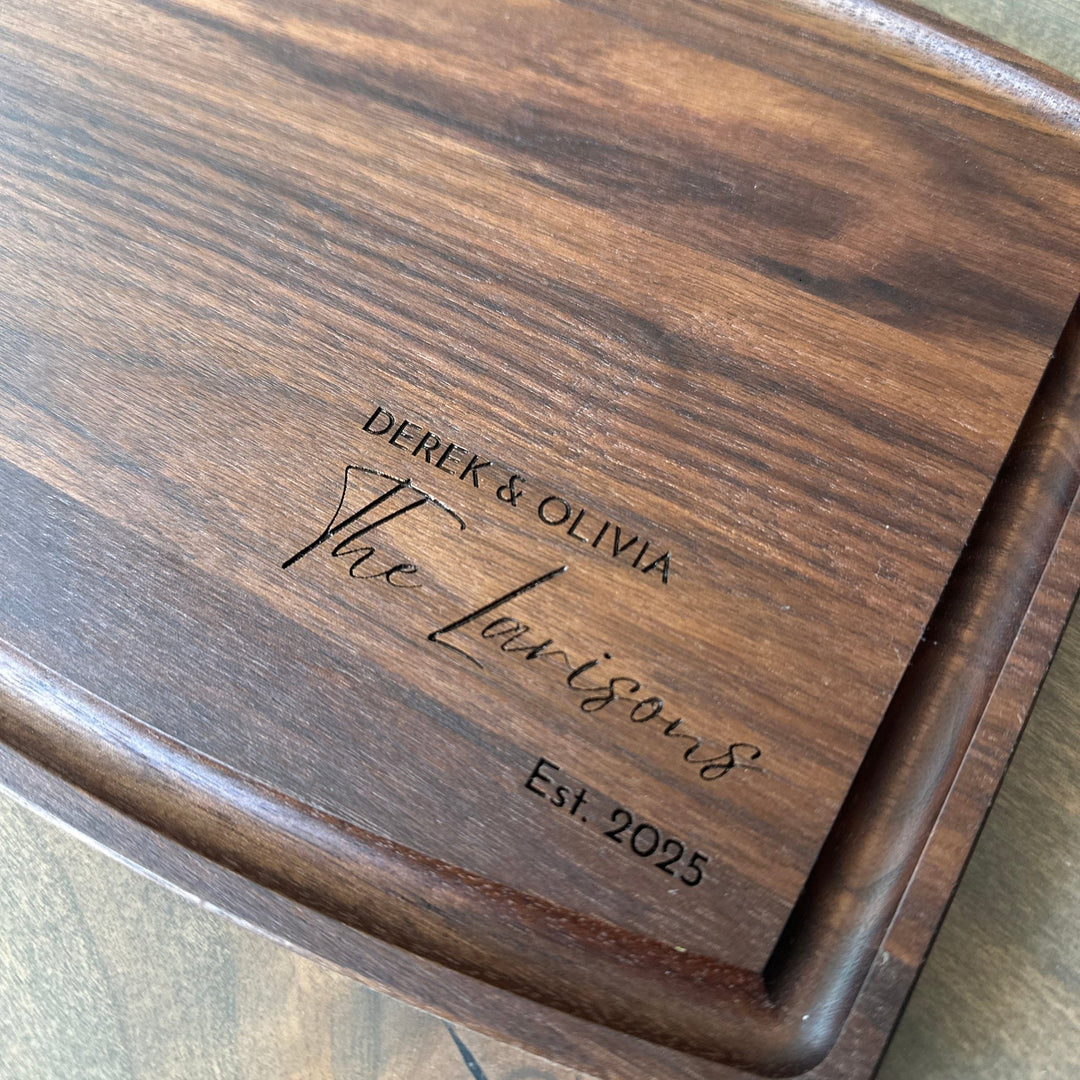 DEREK & OLIVIA
The Larisons
Est. 2025